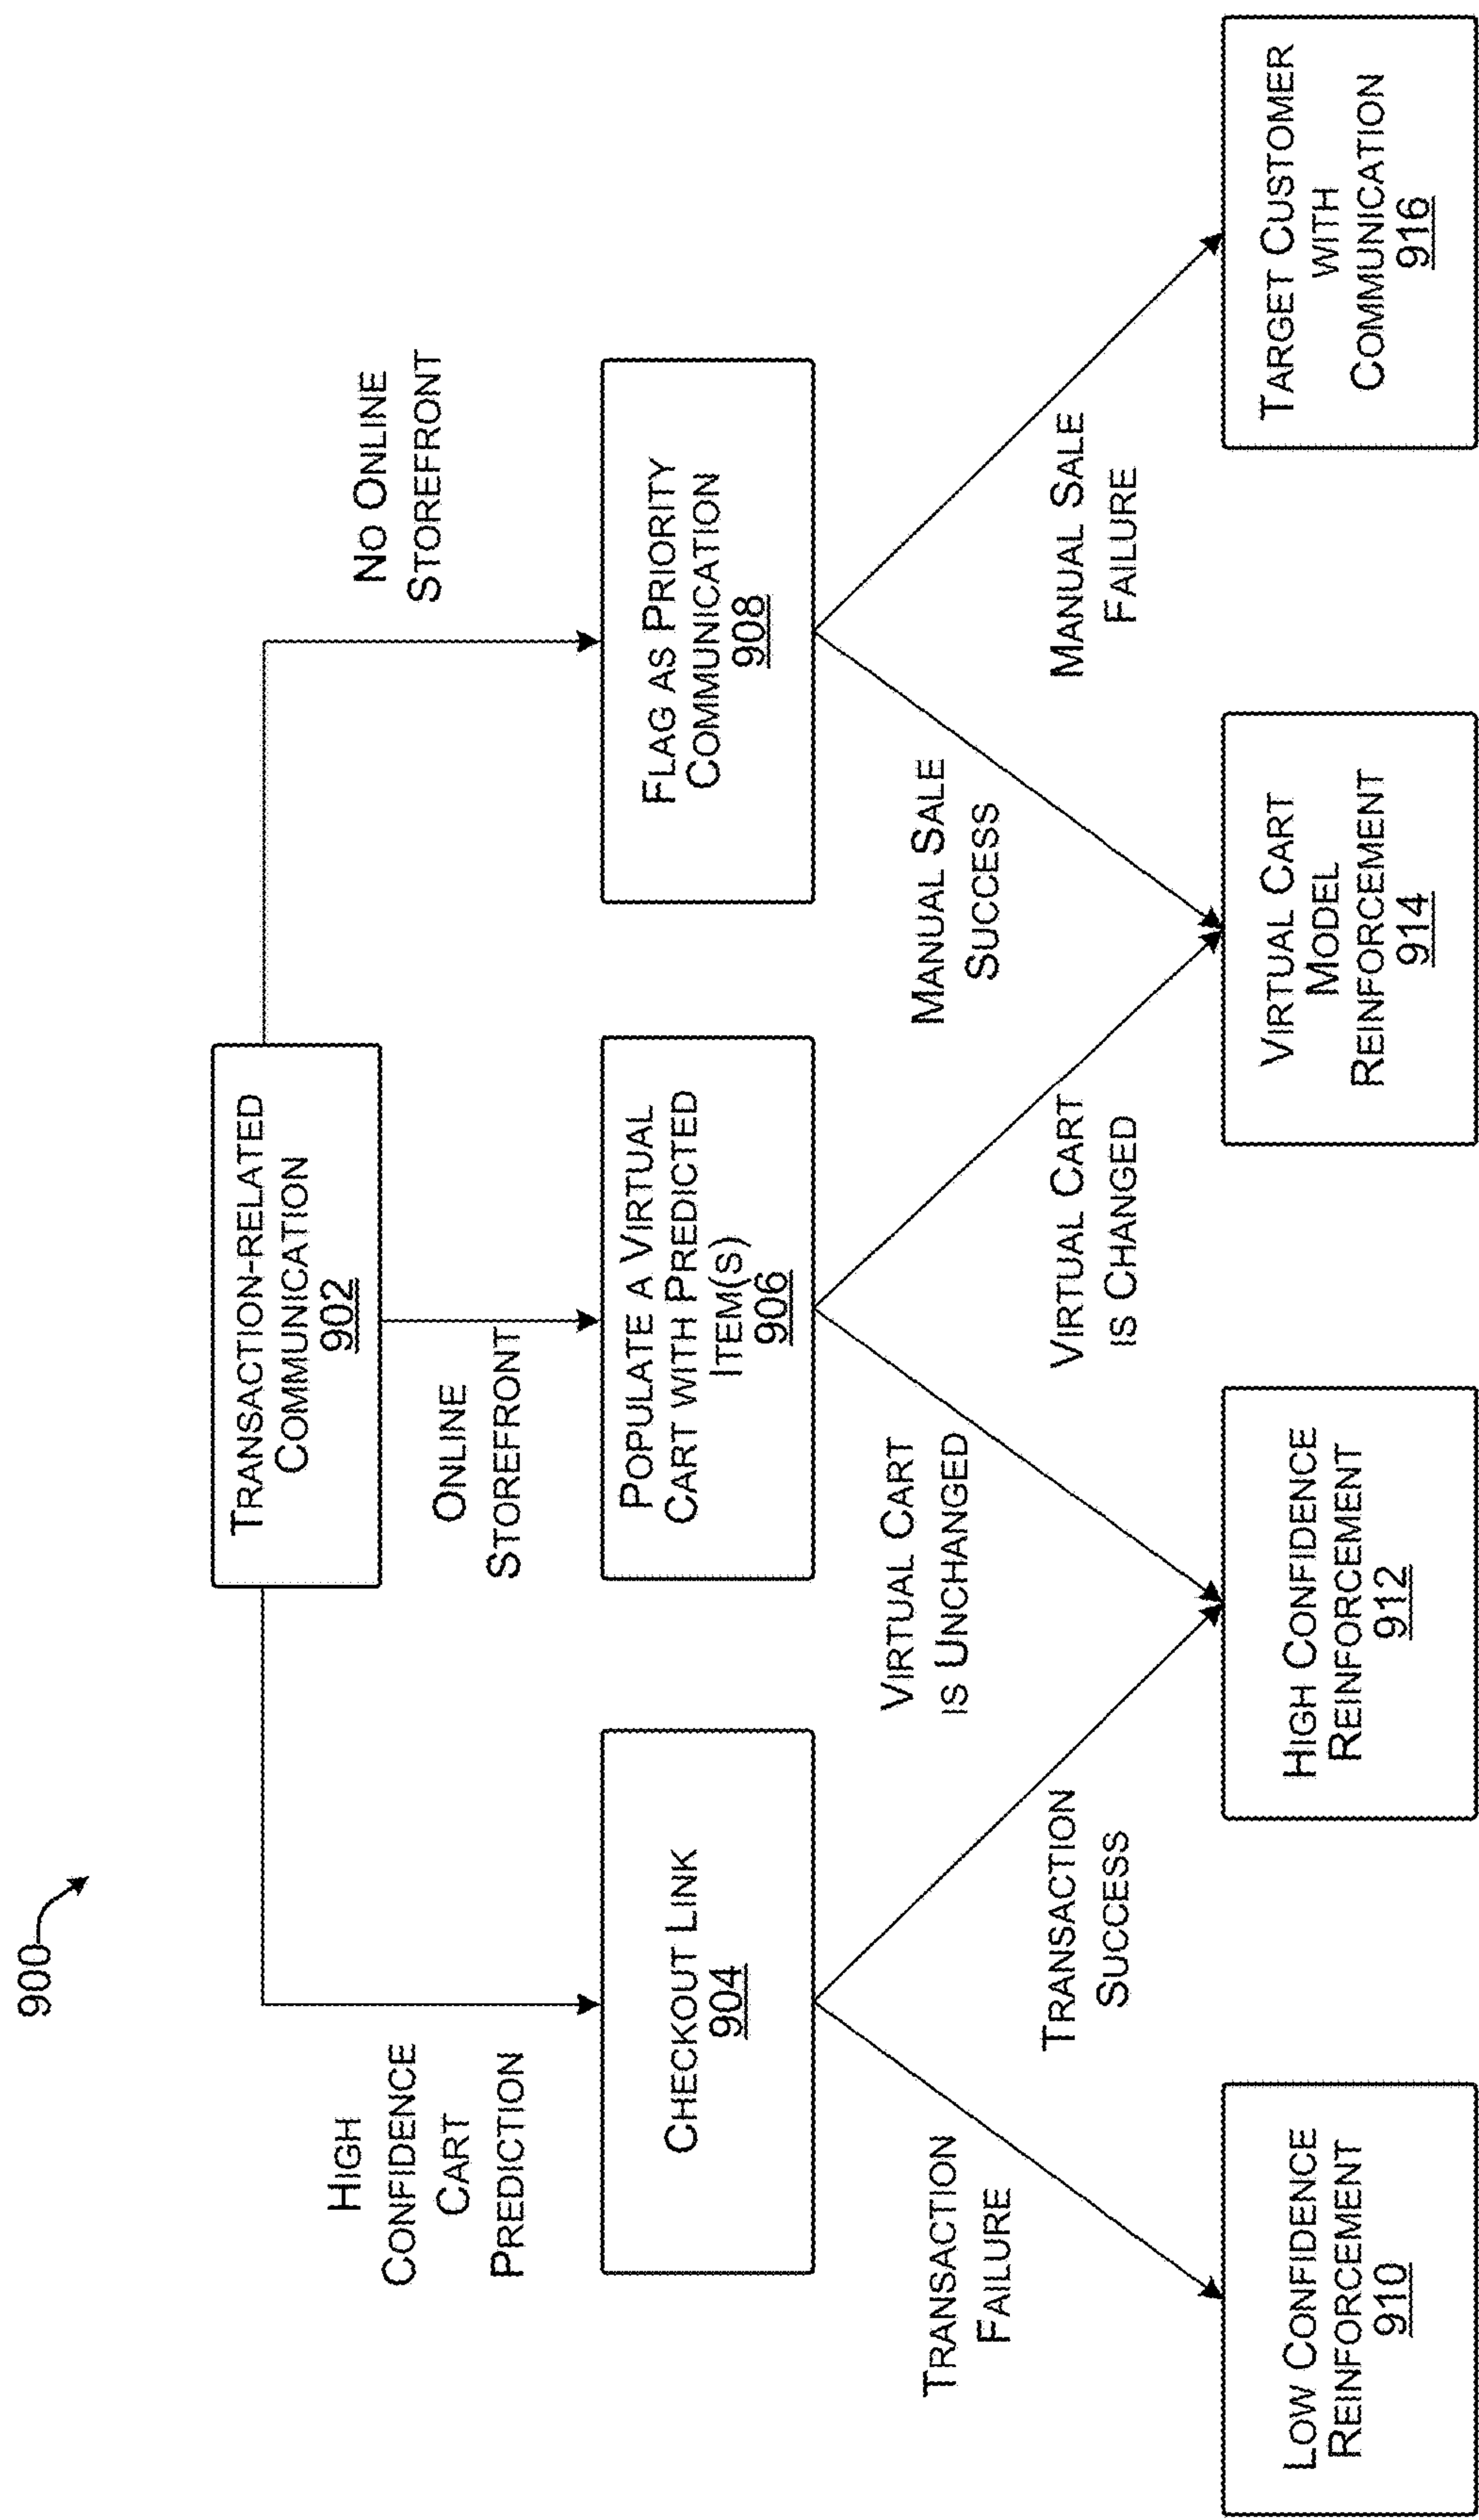 900
TRANSACTION-RELATED
COMMUNICATION
902
HIGH
CONFIDENCE
CART
PREDICTION
ONLINE
STOREFRONT
NO ONLINE
STOREFRONT
CHECKOUT LINK
904
POPULATE A VIRTUAL
CART WITH PREDICTED
ITEM(S)
906
FLAG AS PRIORITY
COMMUNICATION
908
TRANSACTION
FAILURE
TRANSACTION
SUCCESS
VIRTUAL CART
IS UNCHANGED
VIRTUAL CART
IS CHANGED
MANUAL SALE
SUCCESS
MANUAL SALE
FAILURE
LOW CONFIDENCE
REINFORCEMENT
910
HIGH CONFIDENCE
REINFORCEMENT
912
VIRTUAL CART
MODEL
REINFORCEMENT
914
TARGET CUSTOMER
WITH
COMMUNICATION
916